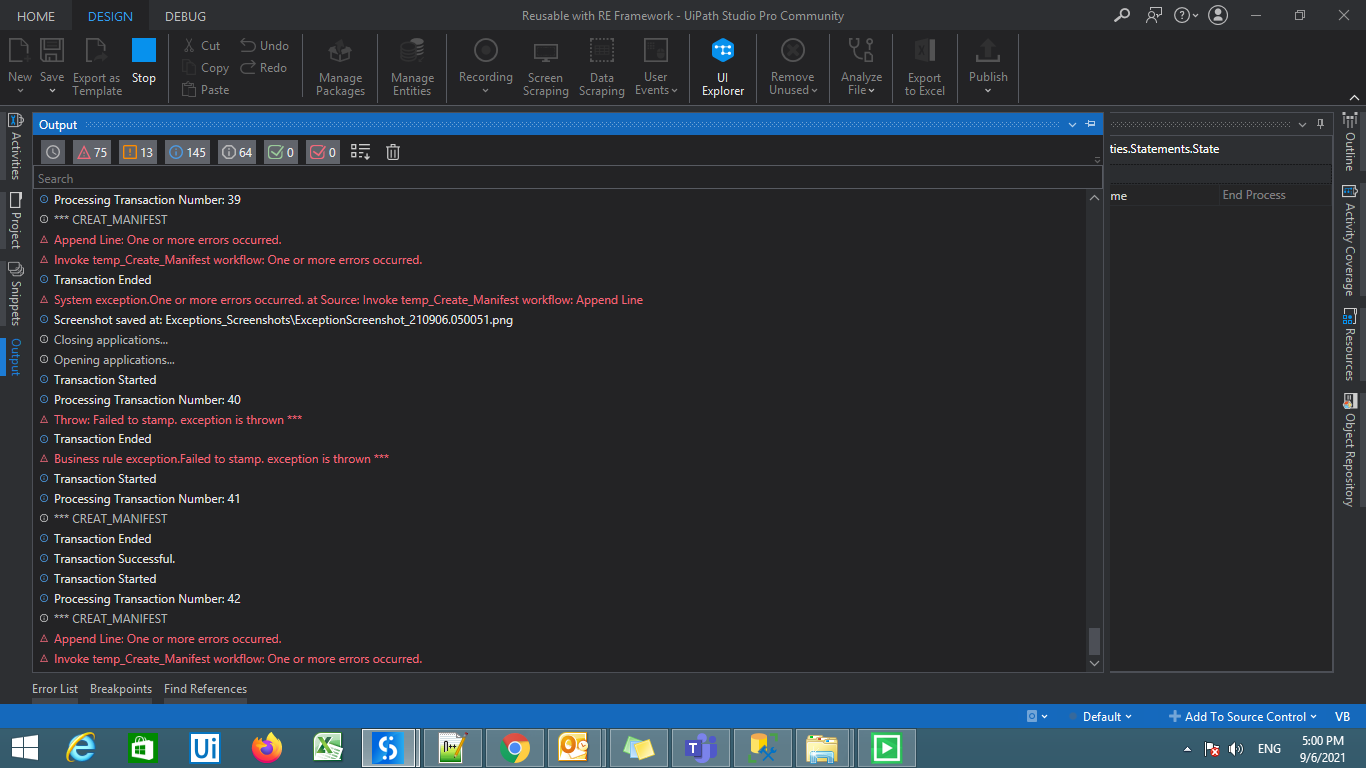 HOME DESIGN DEBUG Reusable with RE Framework - UiPath Studio Pro Community
New Save Export as Template Stop
Cut Undo
Copy Redo
Paste
Manage Packages
Manage Entities
Recording
Screen Scraping
Data Scraping
User Events
UI Explorer
Remove Unused
Analyze File
Export to Excel
Publish
Activities
Project
Snippets
Output
Output
75 13 145 64 0 0
Search
Processing Transaction Number: 39
*** CREAT_MANIFEST
Append Line: One or more errors occurred.
Invoke temp_Create_Manifest workflow: One or more errors occurred.
Transaction Ended
System exception.One or more errors occurred. at Source: Invoke temp_Create_Manifest workflow: Append Line
Screenshot saved at: Exceptions_Screenshots\ExceptionScreenshot_210906.050051.png
Closing applications...
Opening applications...
Transaction Started
Processing Transaction Number: 40
Throw: Failed to stamp. exception is thrown ***
Transaction Ended
Business rule exception.Failed to stamp. exception is thrown ***
Transaction Started
Processing Transaction Number: 41
*** CREAT_MANIFEST
Transaction Ended
Transaction Successful.
Transaction Started
Processing Transaction Number: 42
*** CREAT_MANIFEST
Append Line: One or more errors occurred.
Invoke temp_Create_Manifest workflow: One or more errors occurred.
ties.Statements.State
me End Process
Outline
Activity Coverage
Resources
Object Repository
Error List Breakpoints Find References
Default Add To Source Control VB
Ui
n++
ENG
5:00 PM
9/6/2021